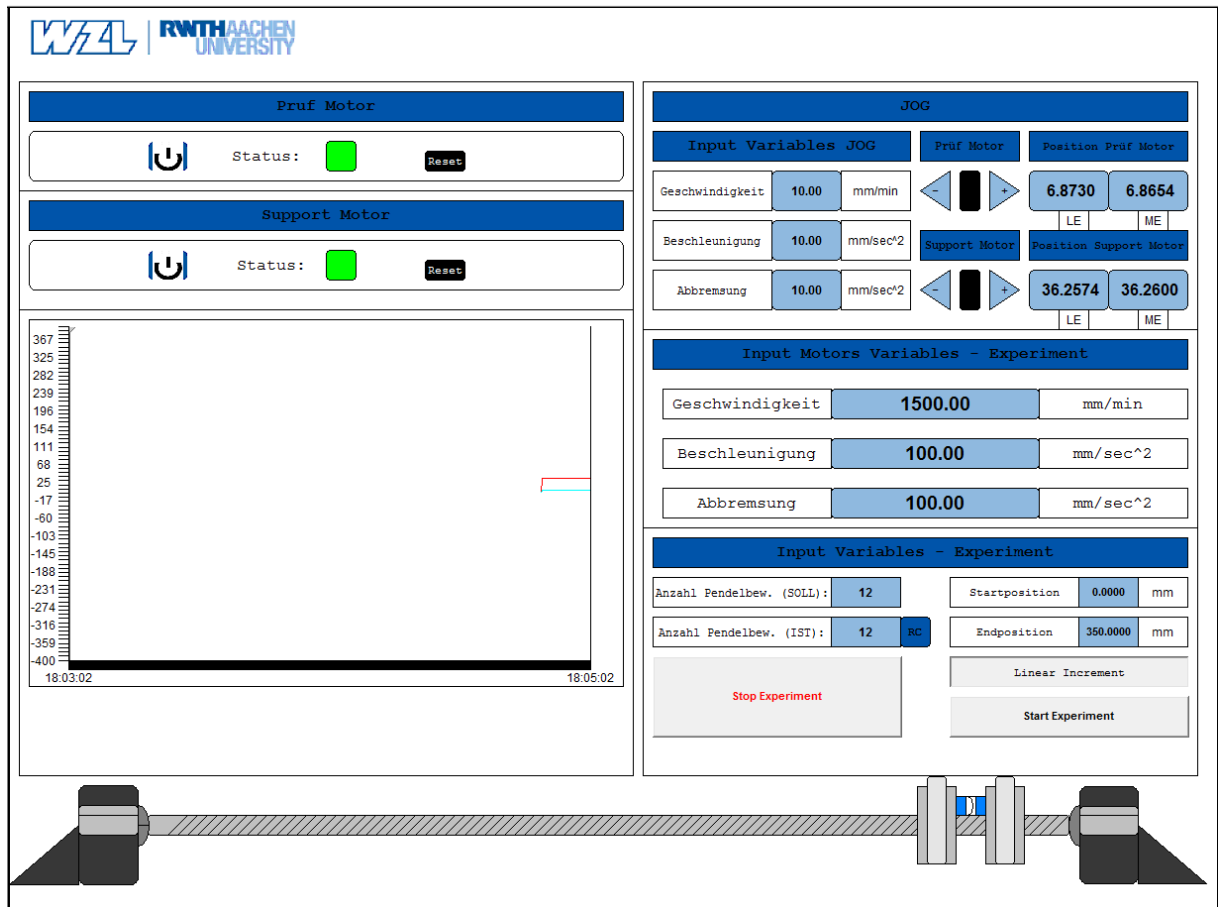 WZL RWTH AACHEN
UNIVERSITY
Pruf Motor
Status: Reset
Support Motor
Status: Reset
367
325
282
239
196
154
111
68
25
-17
-60
-103
-145
-188
-231
-274
-316
-359
-400
18:03:02 18:05:02
JOG
Input Variables JOG Prüf Motor Position Prüf Motor
Geschwindigkeit 10.00 mm/min - + 6.8730 6.8654
LE ME
Beschleunigung 10.00 mm/sec^2 Support Motor Position Support Motor
Abbremsung 10.00 mm/sec^2 - + 36.2574 36.2600
LE ME
Input Motors Variables - Experiment
Geschwindigkeit 1500.00 mm/min
Beschleunigung 100.00 mm/sec^2
Abbremsung 100.00 mm/sec^2
Input Variables - Experiment
Anzahl Pendelbew. (SOLL): 12 Startposition 0.0000 mm
Anzahl Pendelbew. (IST): 12 RC Endposition 350.0000 mm
Linear Increment
Stop Experiment
Start Experiment